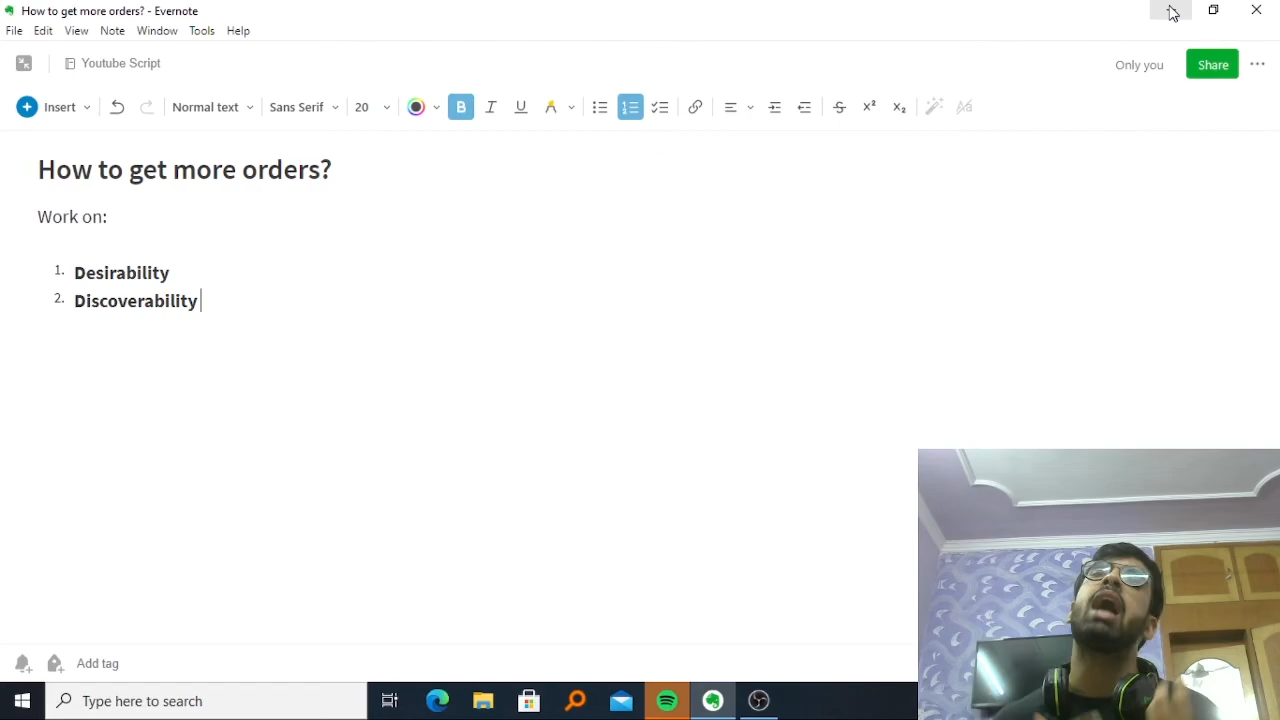 How to get more orders? - Evernote
File Edit View Note Window Tools Help
Youtube Script
Only you
Share
Insert
Normal text
Sans Serif
20
B I U
Aa
How to get more orders?
Work on:
1. Desirability
2. Discoverability
Add tag
Type here to search